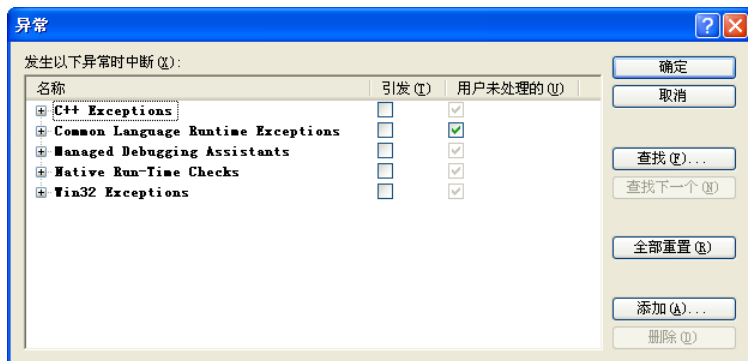 异常
发生以下异常时中断(X):
名称 引发(T) 用户未处理的(U)
C++ Exceptions
Common Language Runtime Exceptions
Managed Debugging Assistants
Native Run-Time Checks
Win32 Exceptions
确定
取消
查找(F)...
查找下一个(N)
全部重置(R)
添加(A)...
删除(D)